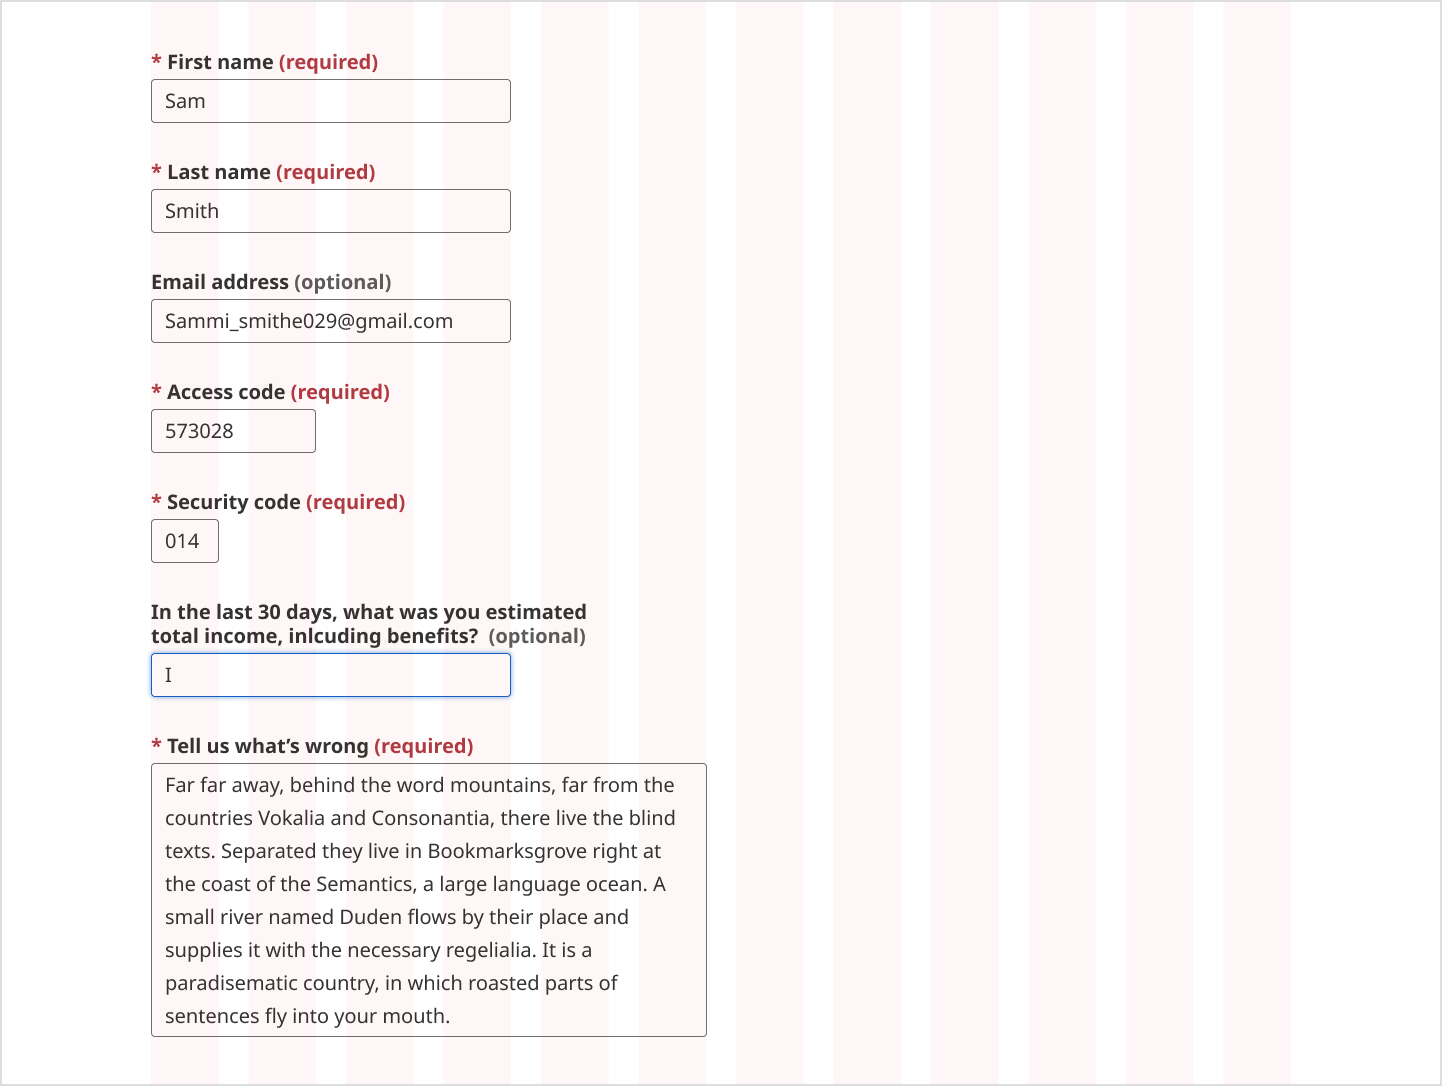 * First name (required)
Sam
* Last name (required)
Smith
Email address (optional)
Sammi_smithe029@gmail.com
* Access code (required)
573028
* Security code (required)
014
In the last 30 days, what was you estimated
total income, inlcuding benefits? (optional)
I
* Tell us what’s wrong (required)
Far far away, behind the word mountains, far from the
countries Vokalia and Consonantia, there live the blind
texts. Separated they live in Bookmarksgrove right at
the coast of the Semantics, a large language ocean. A
small river named Duden flows by their place and
supplies it with the necessary regelialia. It is a
paradisematic country, in which roasted parts of
sentences fly into your mouth.